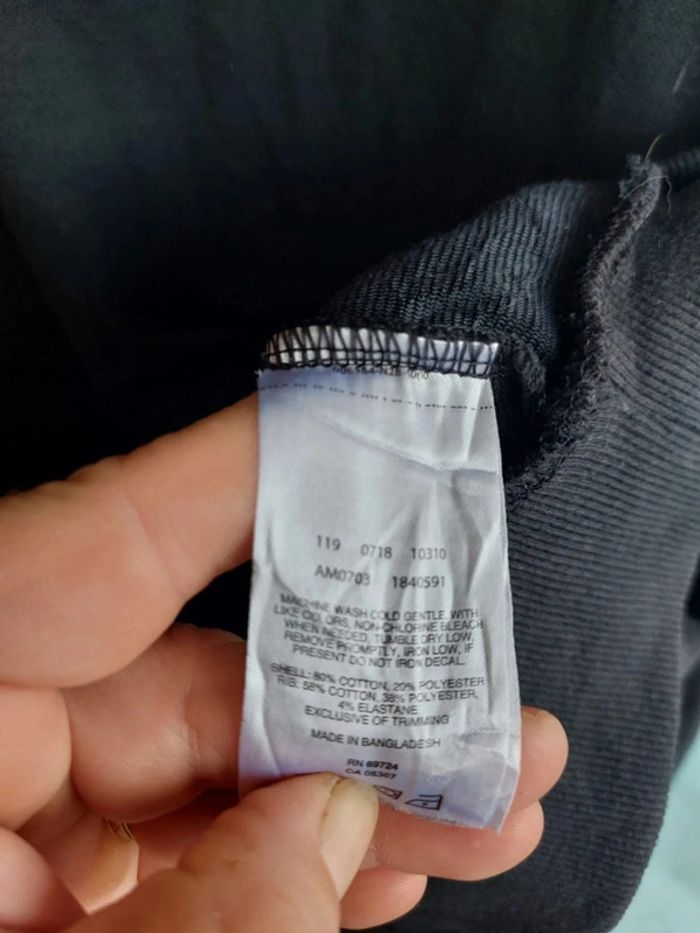 119 0718 10310
AM0703 1840591
MACHINE WASH COLD GENTLE WITH
LIKE COLORS, NON-CHLORINE BLEACH
WHEN NEEDED, TUMBLE DRY LOW,
REMOVE PROMPTLY, IRON LOW, IF
PRESENT DO NOT IRON DECAL.
SHELL: 80% COTTON, 20% POLYESTER
RIB: 58% COTTON, 38% POLYESTER,
4% ELASTANE
EXCLUSIVE OF TRIMMING
MADE IN BANGLADESH
RN 69724
CA 05367